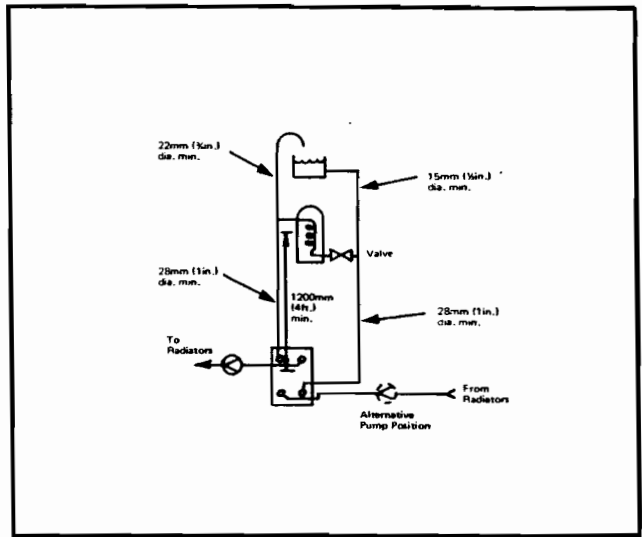 22mm (¾in.)
dia. min.
15mm (½in.)
dia. min.
Valve
28mm (1in.)
dia. min.
1200mm
(4ft.)
min.
28mm (1in.)
dia. min.
To
Radiators
From
Radiators
Alternative
Pump Position